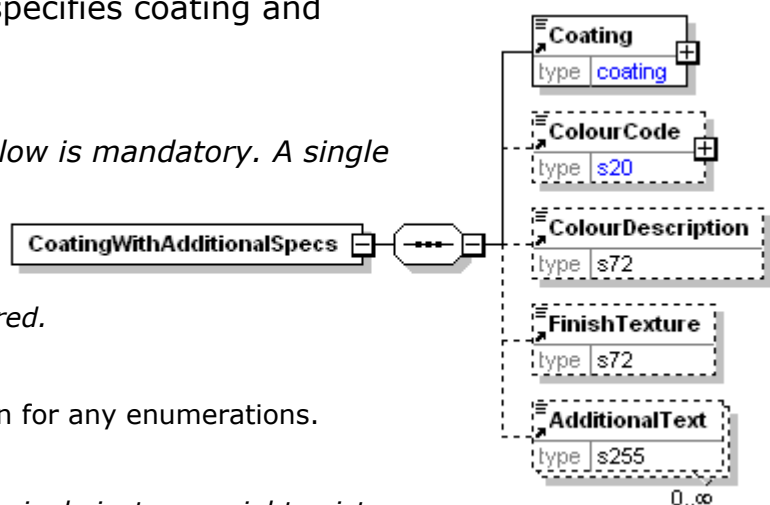 specifies coating and
low is mandatory. A single
red.
n for any enumerations.
CoatingWithAdditionalSpecs
Coating
type coating
ColourCode
type s20
ColourDescription
type s72
FinishTexture
type s72
AdditionalText
type s255
0..∞